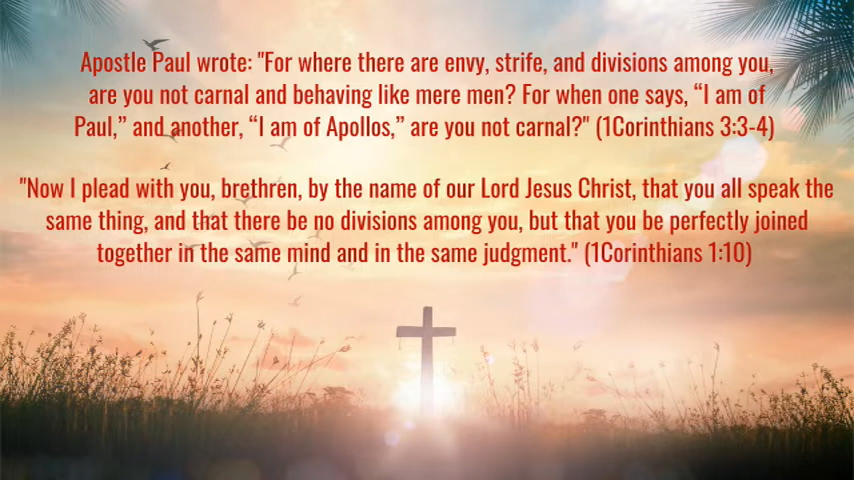 Apostle Paul wrote: "For where there are envy, strife, and divisions among you,
are you not carnal and behaving like mere men? For when one says, “I am of
Paul,” and another, “I am of Apollos,” are you not carnal?" (1Corinthians 3:3-4)
"Now I plead with you, brethren, by the name of our Lord Jesus Christ, that you all speak the
same thing, and that there be no divisions among you, but that you be perfectly joined
together in the same mind and in the same judgment." (1Corinthians 1:10)